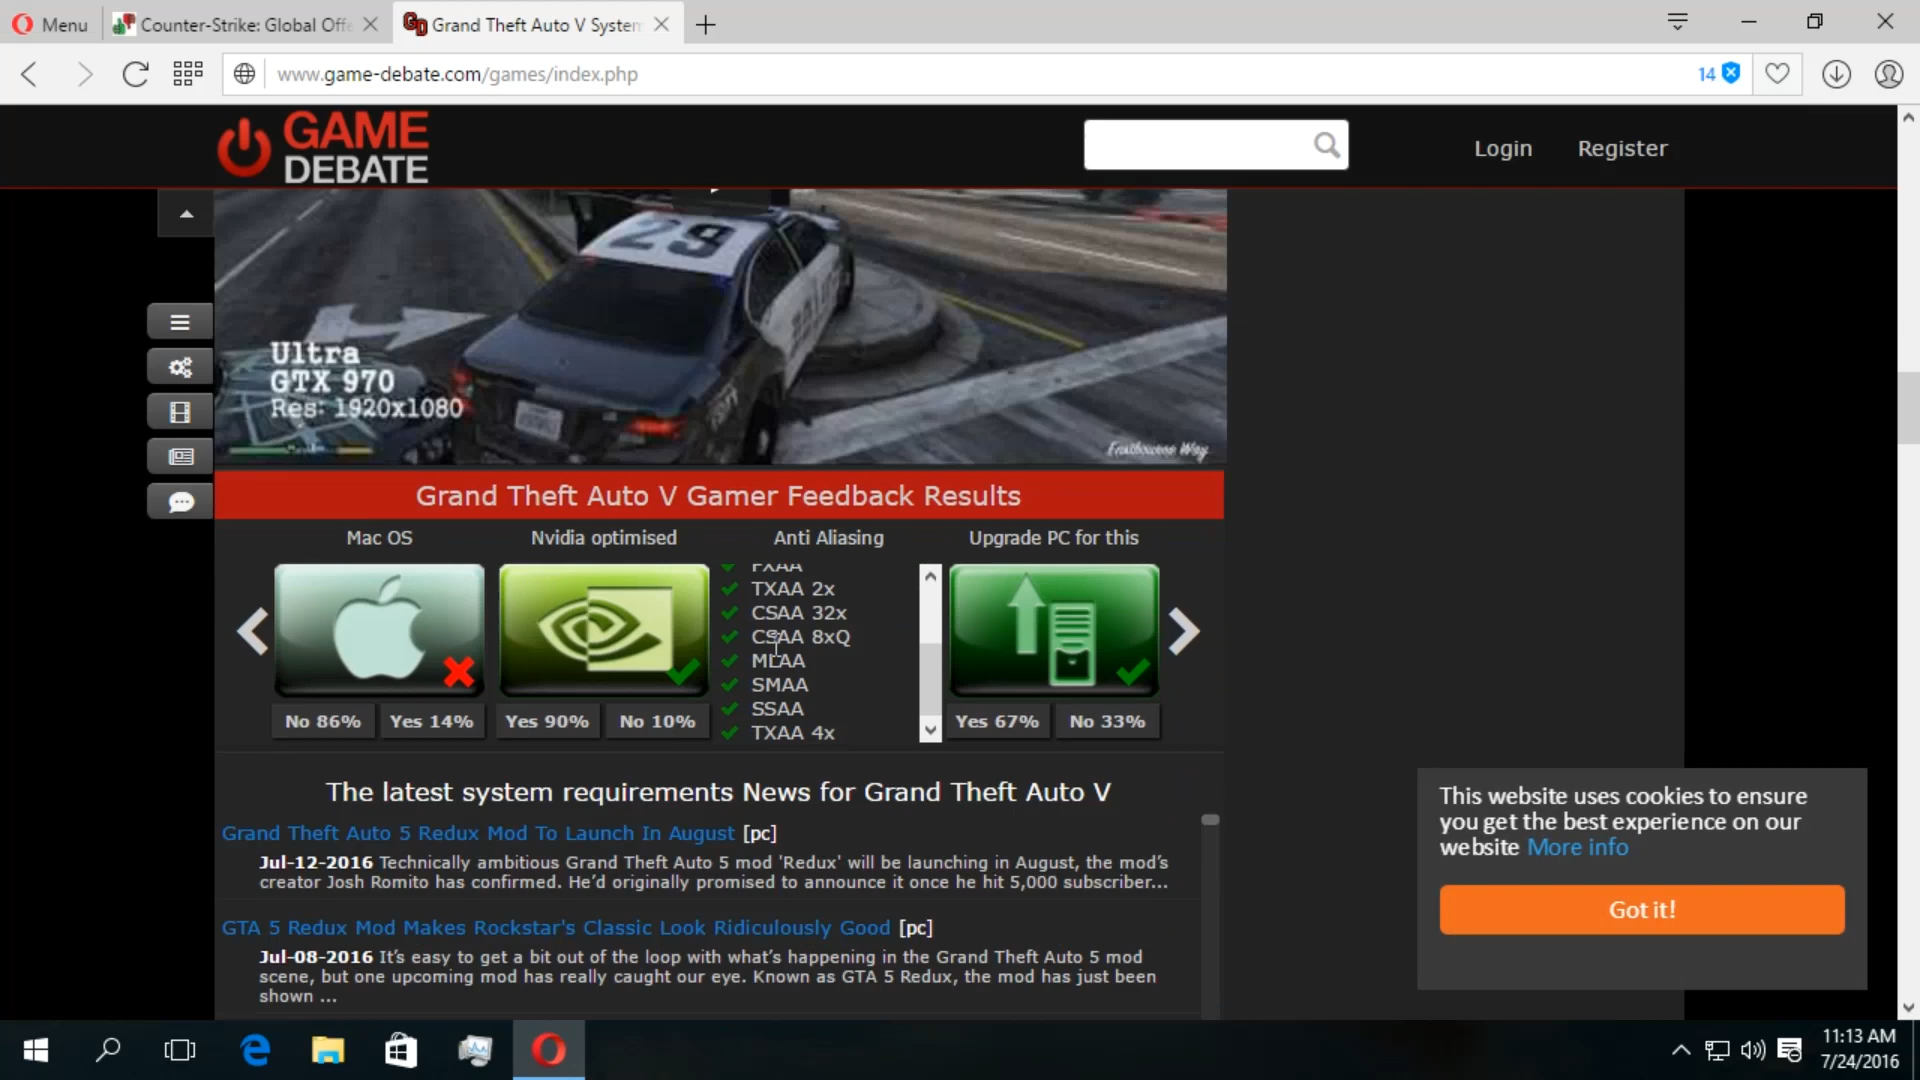 Menu
Counter-Strike: Global Offe
Grand Theft Auto V System
www.game-debate.com/games/index.php
14
GAME
DEBATE
Login
Register
29
Ultra
GTX 970
Res: 1920x1080
Grand Theft Auto V Gamer Feedback Results
Mac OS
Nvidia optimised
Anti Aliasing
Upgrade PC for this
FXAA
TXAA 2x
CSAA 32x
CSAA 8xQ
MLAA
SMAA
SSAA
TXAA 4x
No 86%
Yes 14%
Yes 90%
No 10%
Yes 67%
No 33%
The latest system requirements News for Grand Theft Auto V
Grand Theft Auto 5 Redux Mod To Launch In August [pc]
Jul-12-2016 Technically ambitious Grand Theft Auto 5 mod 'Redux' will be launching in August, the mod's
creator Josh Romito has confirmed. He'd originally promised to announce it once he hit 5,000 subscriber...
GTA 5 Redux Mod Makes Rockstar's Classic Look Ridiculously Good [pc]
Jul-08-2016 It's easy to get a bit out of the loop with what's happening in the Grand Theft Auto 5 mod
scene, but one upcoming mod has really caught our eye. Known as GTA 5 Redux, the mod has just been
shown ...
This website uses cookies to ensure
you get the best experience on our
website More info
Got it!
11:13 AM
7/24/2016